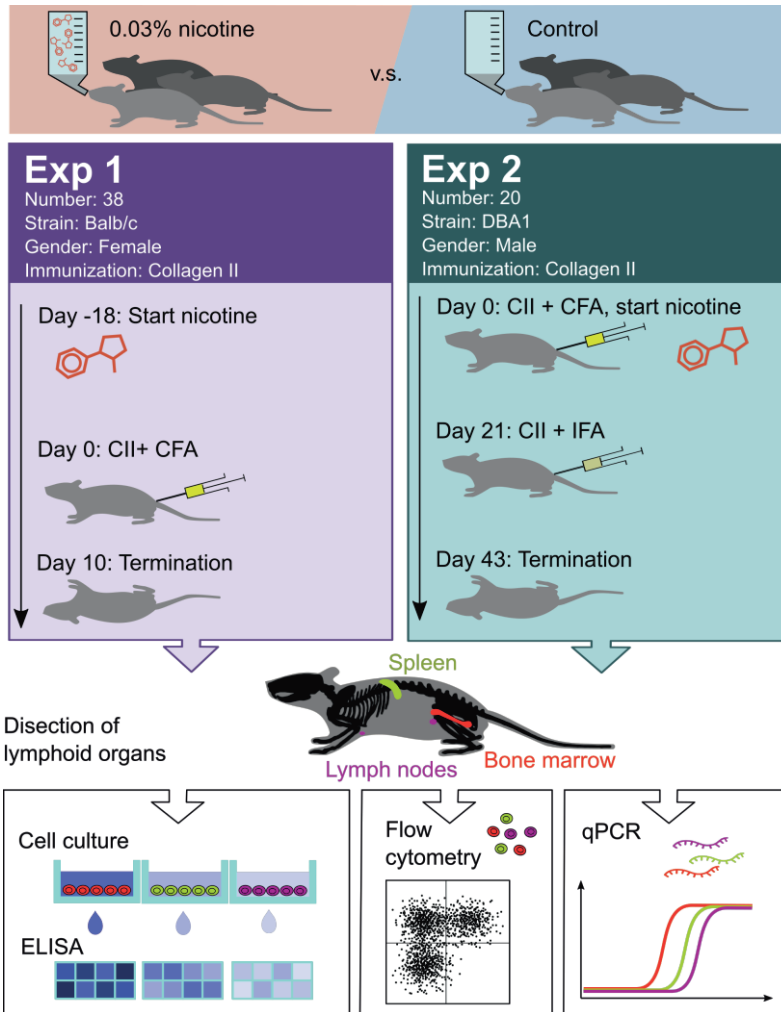 0.03% nicotine
v.s.
Control
Exp 1
Number: 38
Strain: Balb/c
Gender: Female
Immunization: Collagen II
Day -18: Start nicotine
Day 0: CII+ CFA
Day 10: Termination
Exp 2
Number: 20
Strain: DBA1
Gender: Male
Immunization: Collagen II
Day 0: CII + CFA, start nicotine
Day 21: CII + IFA
Day 43: Termination
Spleen
Disection of
lymphoid organs
Lymph nodes
Bone marrow
Cell culture
ELISA
Flow
cytometry
qPCR